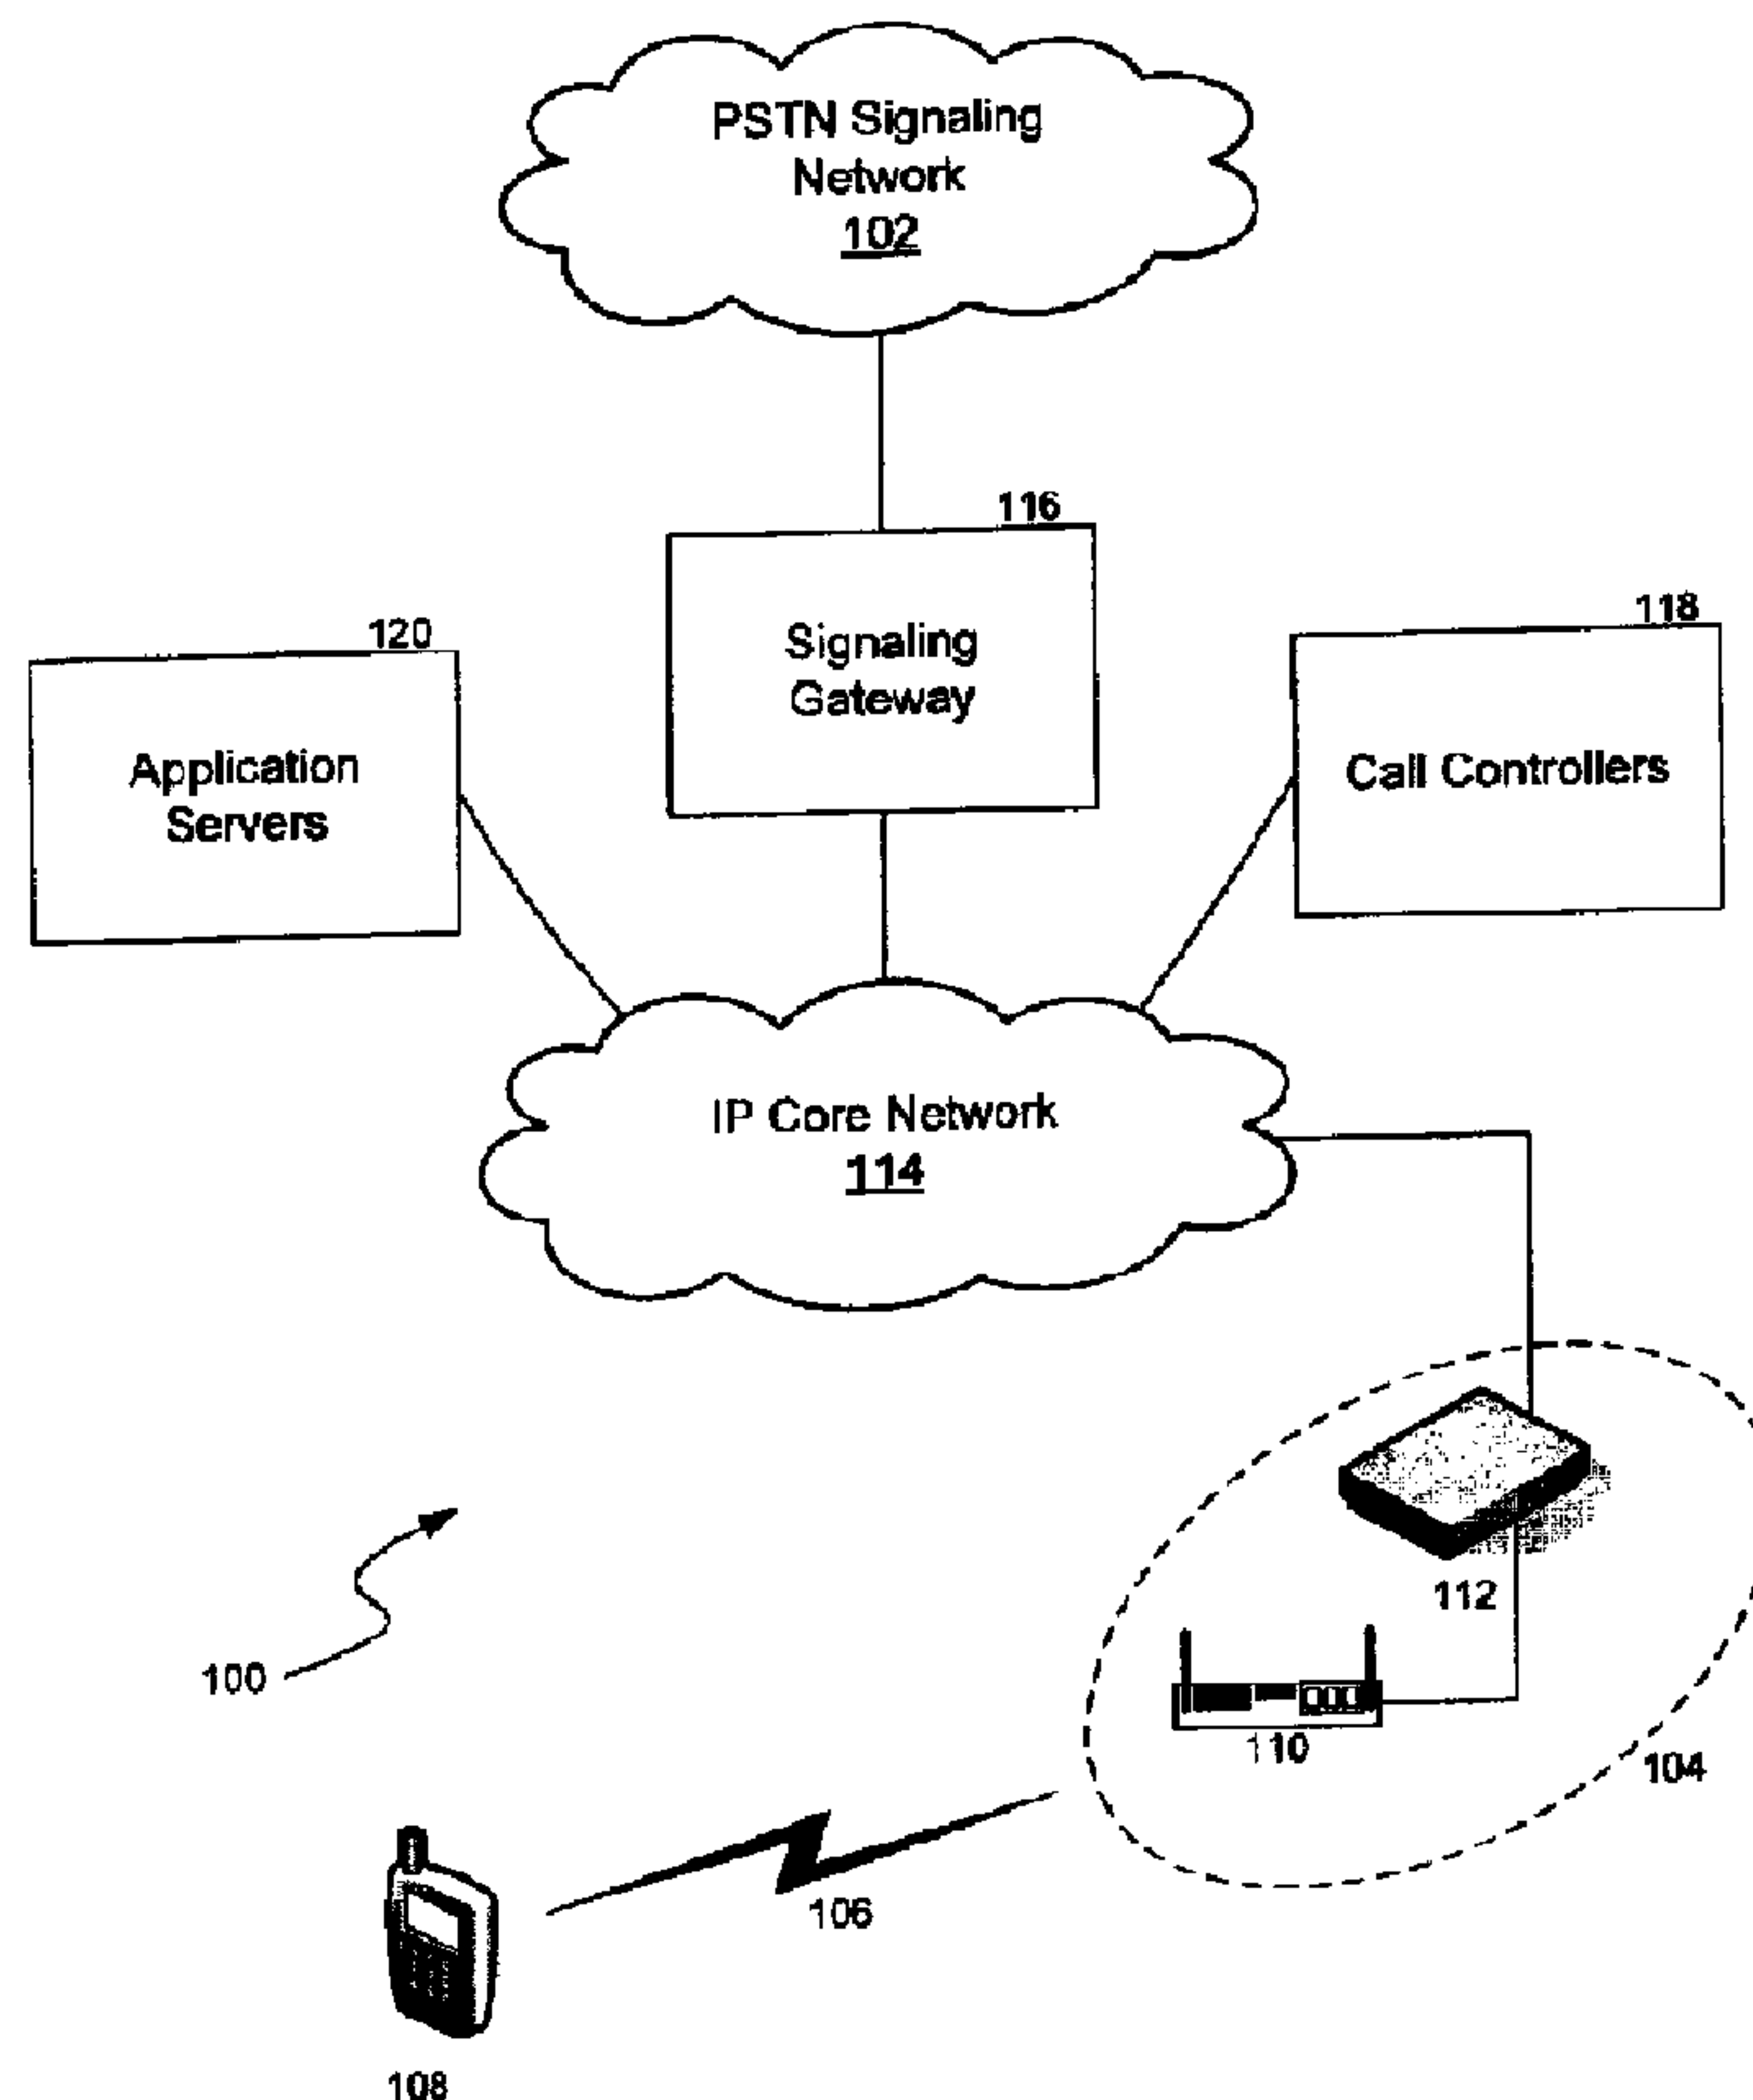 PSTN Signaling
Network
102
116
Signaling
Gateway
120
Application
Servers
118
Call Controllers
IP Core Network
114
112
100
110
104
106
108